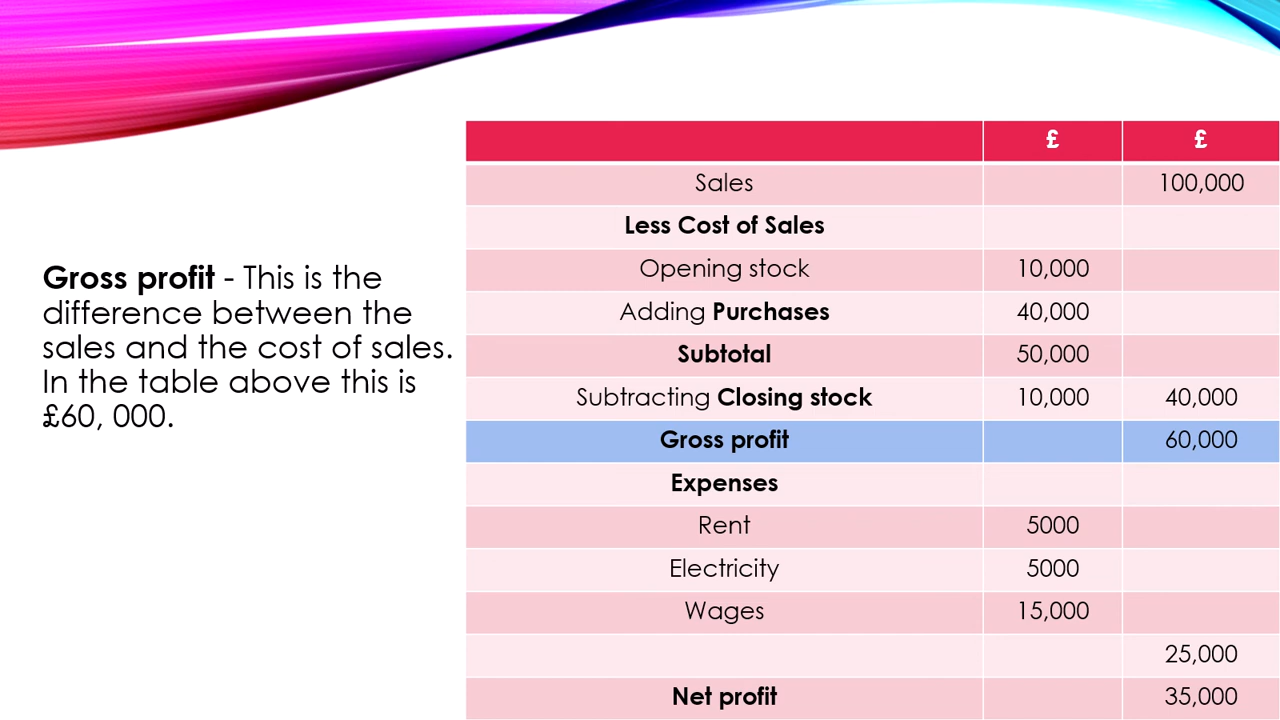 Gross profit - This is the
difference between the
sales and the cost of sales.
In the table above this is
£60, 000.
£ £
Sales 100,000
Less Cost of Sales
Opening stock 10,000
Adding Purchases 40,000
Subtotal 50,000
Subtracting Closing stock 10,000 40,000
Gross profit 60,000
Expenses
Rent 5000
Electricity 5000
Wages 15,000
25,000
Net profit 35,000